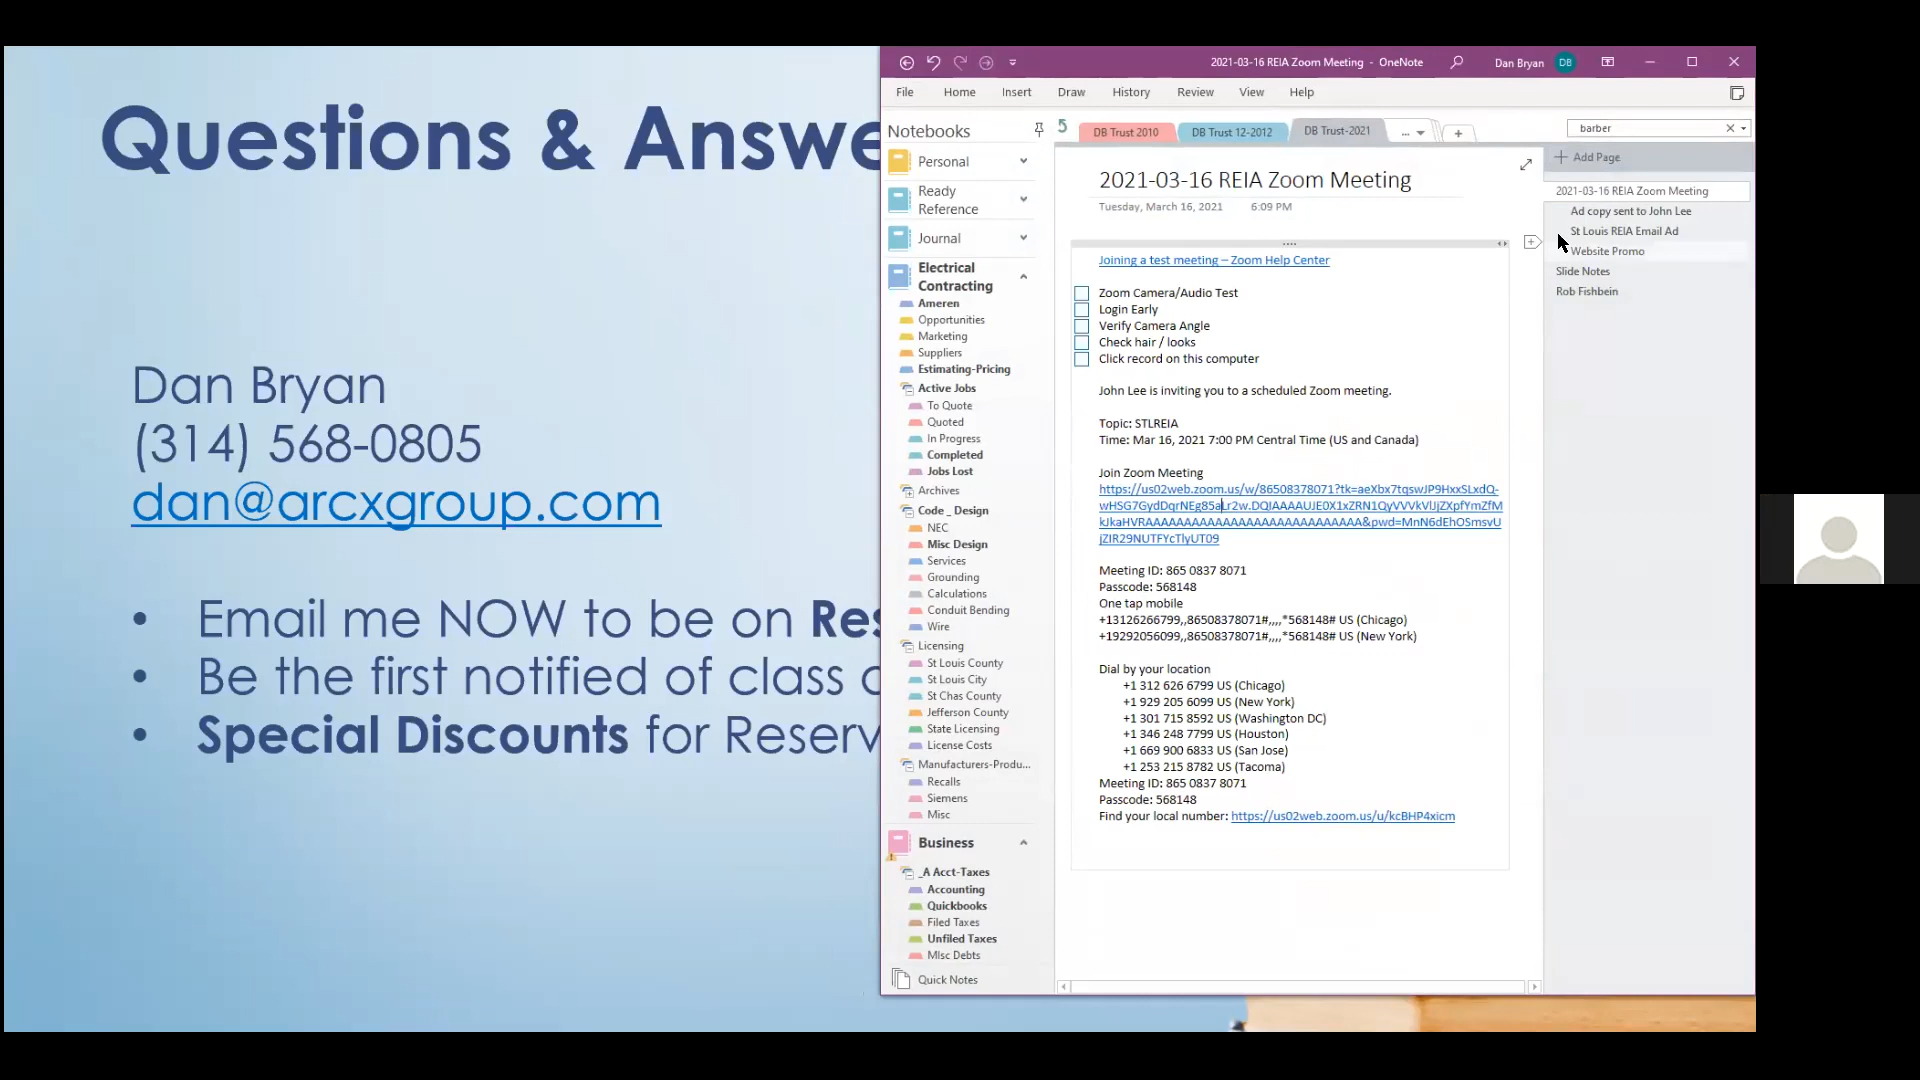 Questions & Answe
Dan Bryan
(314) 568-0805
dan@arcxgroup.com
• Email me NOW to be on Res
• Be the first notified of class
• Special Discounts for Reserv
2021-03-16 REIA Zoom Meeting - OneNote
Dan Bryan
DB
File Home Insert Draw History Review View Help
Notebooks
Personal
Ready
Reference
Journal
Electrical
Contracting
Ameren
Opportunities
Marketing
Suppliers
Estimating-Pricing
Active Jobs
To Quote
Quoted
In Progress
Completed
Jobs Lost
Archives
Code _ Design
NEC
Misc Design
Services
Grounding
Calculations
Conduit Bending
Wire
Licensing
St Louis County
St Louis City
St Chas County
Jefferson County
State Licensing
License Costs
Manufacturers-Produ...
Recalls
Siemens
Misc
Business
_A Acct-Taxes
Accounting
Quickbooks
Filed Taxes
Unfiled Taxes
MIsc Debts
Quick Notes
DB Trust 2010 DB Trust 12-2012 DB Trust-2021 ...
barber
2021-03-16 REIA Zoom Meeting
Tuesday, March 16, 2021 6:09 PM
Joining a test meeting – Zoom Help Center
Zoom Camera/Audio Test
Login Early
Verify Camera Angle
Check hair / looks
Click record on this computer
John Lee is inviting you to a scheduled Zoom meeting.
Topic: STLREIA
Time: Mar 16, 2021 7:00 PM Central Time (US and Canada)
Join Zoom Meeting
https://us02web.zoom.us/w/86508378071?tk=aeXbx7tqswJP9HxxSLxdQ-
wHSG7GydDqrNEg85aLr2w.DQIAAAAUJE0X1xZRN1QyVVVkVlJjZXpfYmZfM
kJkaHVRAAAAAAAAAAAAAAAAAAAAAAAAAAAA&pwd=MnN6dEhOSmsvU
jZIR29NUTFYcTlyUT09
Meeting ID: 865 0837 8071
Passcode: 568148
One tap mobile
+13126266799,,86508378071#,,,,*568148# US (Chicago)
+19292056099,,86508378071#,,,,*568148# US (New York)
Dial by your location
+1 312 626 6799 US (Chicago)
+1 929 205 6099 US (New York)
+1 301 715 8592 US (Washington DC)
+1 346 248 7799 US (Houston)
+1 669 900 6833 US (San Jose)
+1 253 215 8782 US (Tacoma)
Meeting ID: 865 0837 8071
Passcode: 568148
Find your local number: https://us02web.zoom.us/u/kcBHP4xicm
Add Page
2021-03-16 REIA Zoom Meeting
Ad copy sent to John Lee
St Louis REIA Email Ad
Website Promo
Slide Notes
Rob Fishbein